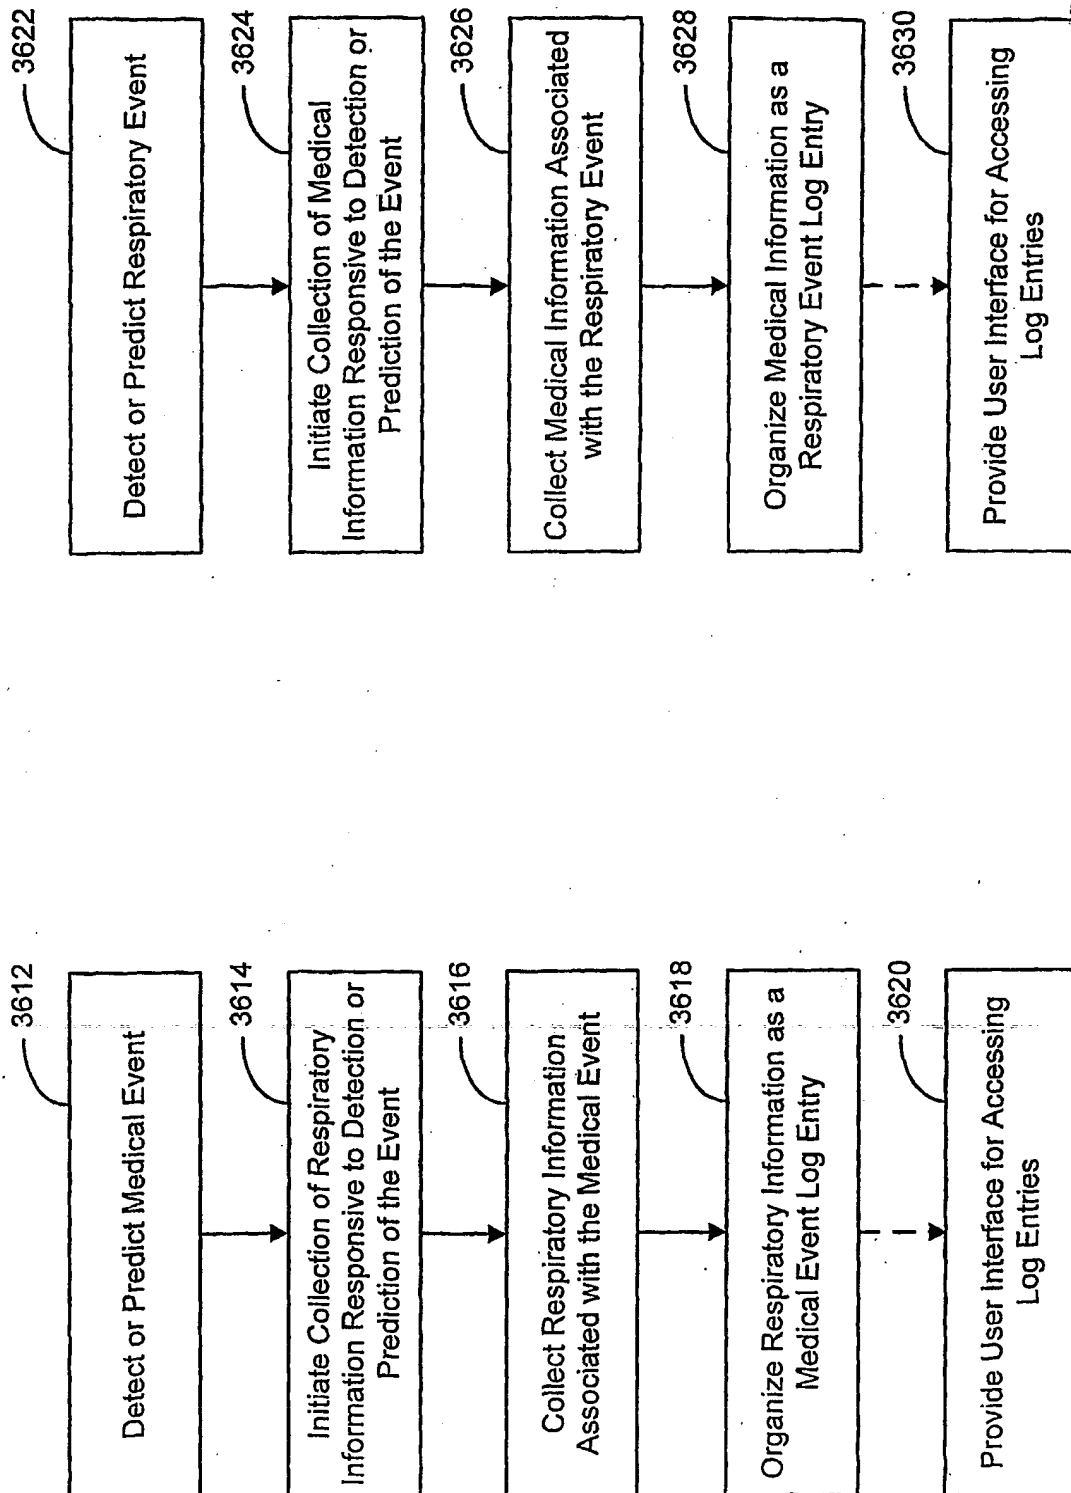 3612
Detect or Predict Medical Event
3614
Initiate Collection of Respiratory
Information Responsive to Detection or
Prediction of the Event
3616
Collect Respiratory Information
Associated with the Medical Event
3618
Organize Respiratory Information as a
Medical Event Log Entry
3620
Provide User Interface for Accessing
Log Entries
3622
Detect or Predict Respiratory Event
3624
Initiate Collection of Medical
Information Responsive to Detection or
Prediction of the Event
3626
Collect Medical Information Associated
with the Respiratory Event
3628
Organize Medical Information as a
Respiratory Event Log Entry
3630
Provide User Interface for Accessing
Log Entries